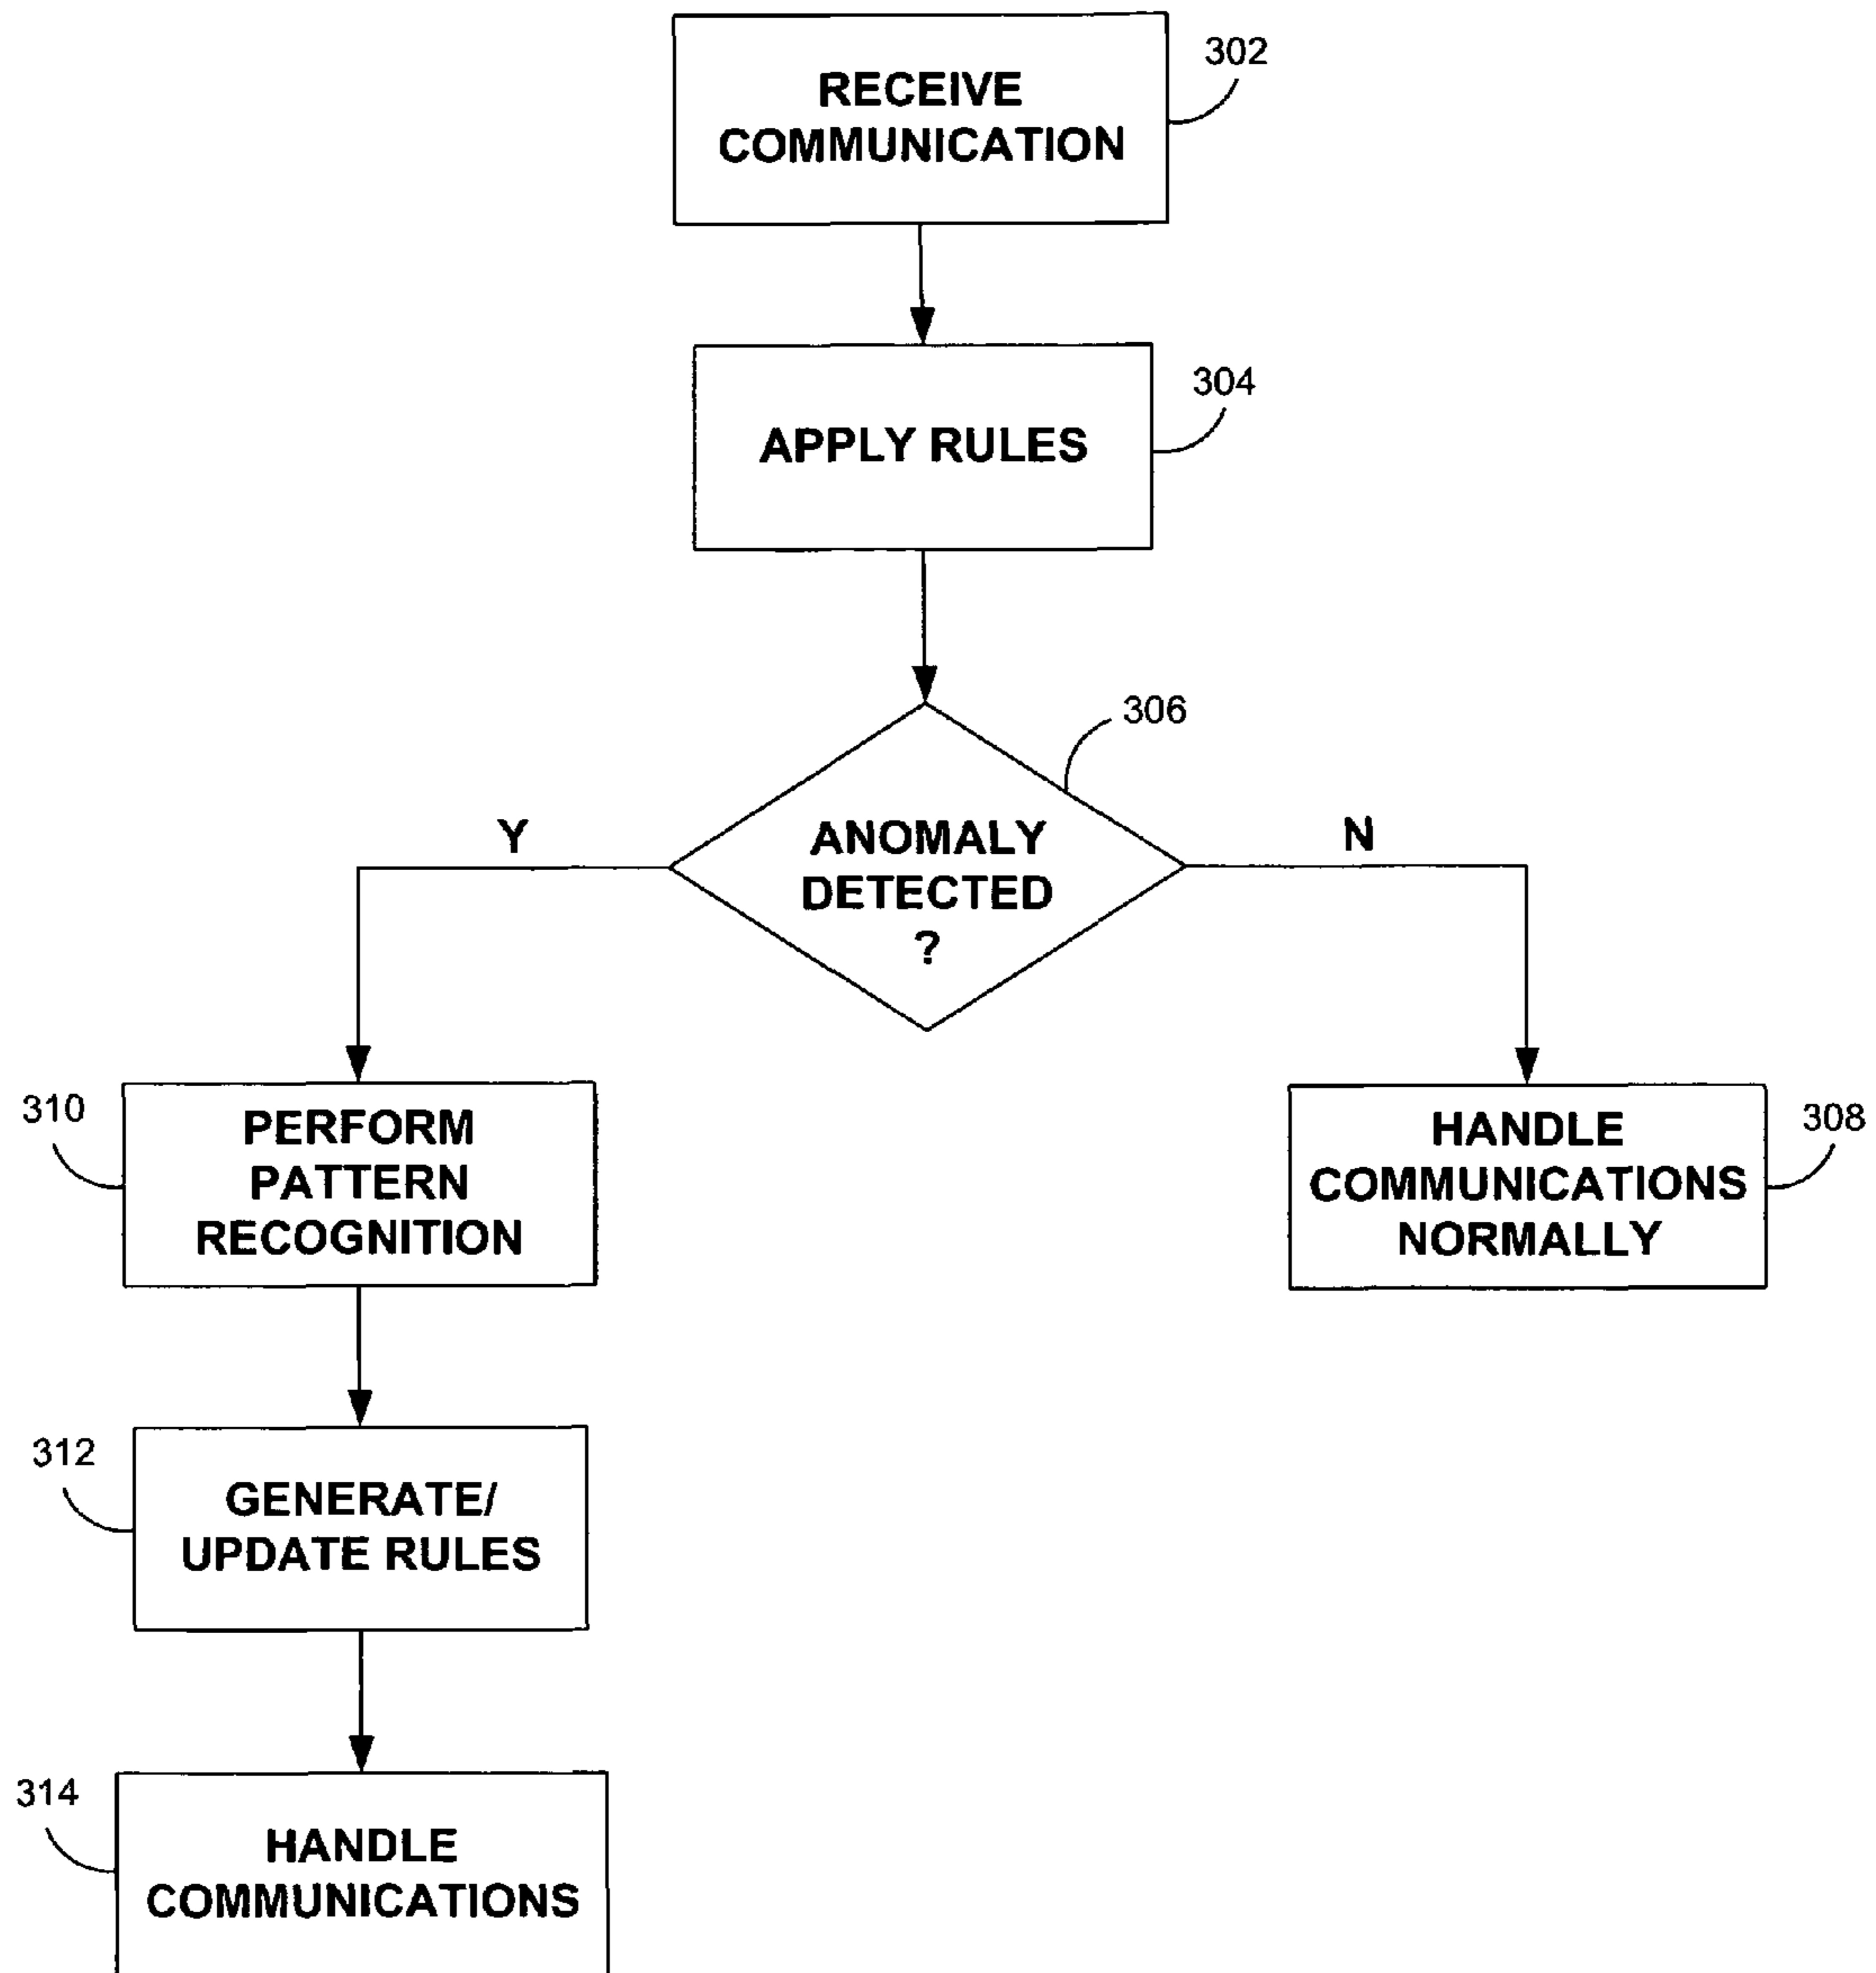 RECEIVE
COMMUNICATION
302
APPLY RULES
304
306
ANOMALY
DETECTED
?
Y
N
310
PERFORM
PATTERN
RECOGNITION
HANDLE
COMMUNICATIONS
NORMALLY
308
312
GENERATE/
UPDATE RULES
314
HANDLE
COMMUNICATIONS